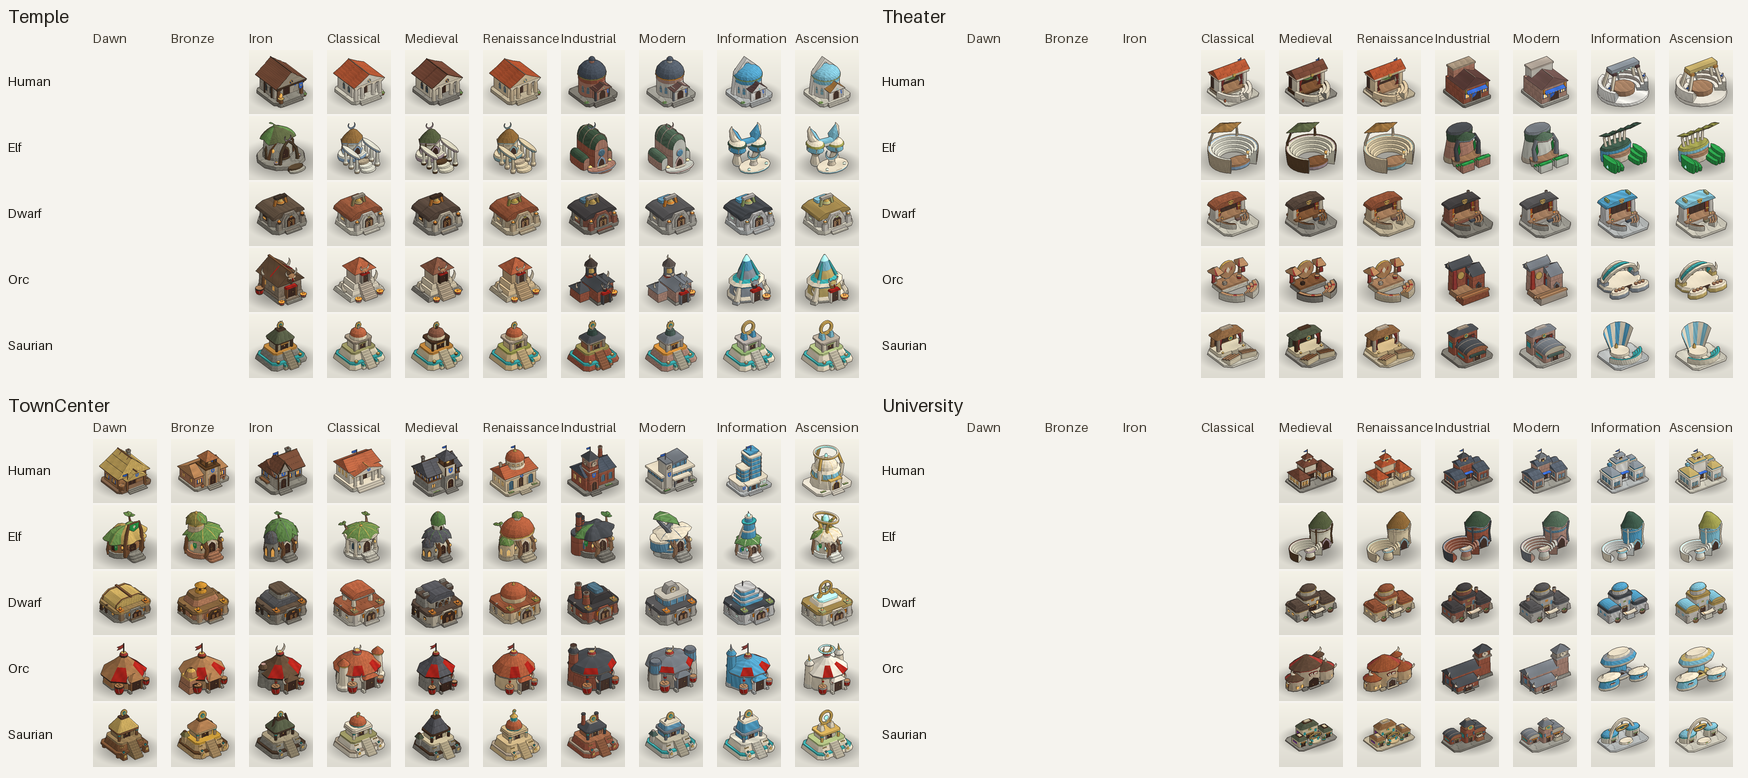 Temple
Dawn Bronze Iron Classical Medieval Renaissance Industrial Modern Information Ascension
Human
Elf
Dwarf
Orc
Saurian
Theater
Dawn Bronze Iron Classical Medieval Renaissance Industrial Modern Information Ascension
Human
Elf
Dwarf
Orc
Saurian
TownCenter
Dawn Bronze Iron Classical Medieval Renaissance Industrial Modern Information Ascension
Human
Elf
Dwarf
Orc
Saurian
University
Dawn Bronze Iron Classical Medieval Renaissance Industrial Modern Information Ascension
Human
Elf
Dwarf
Orc
Saurian